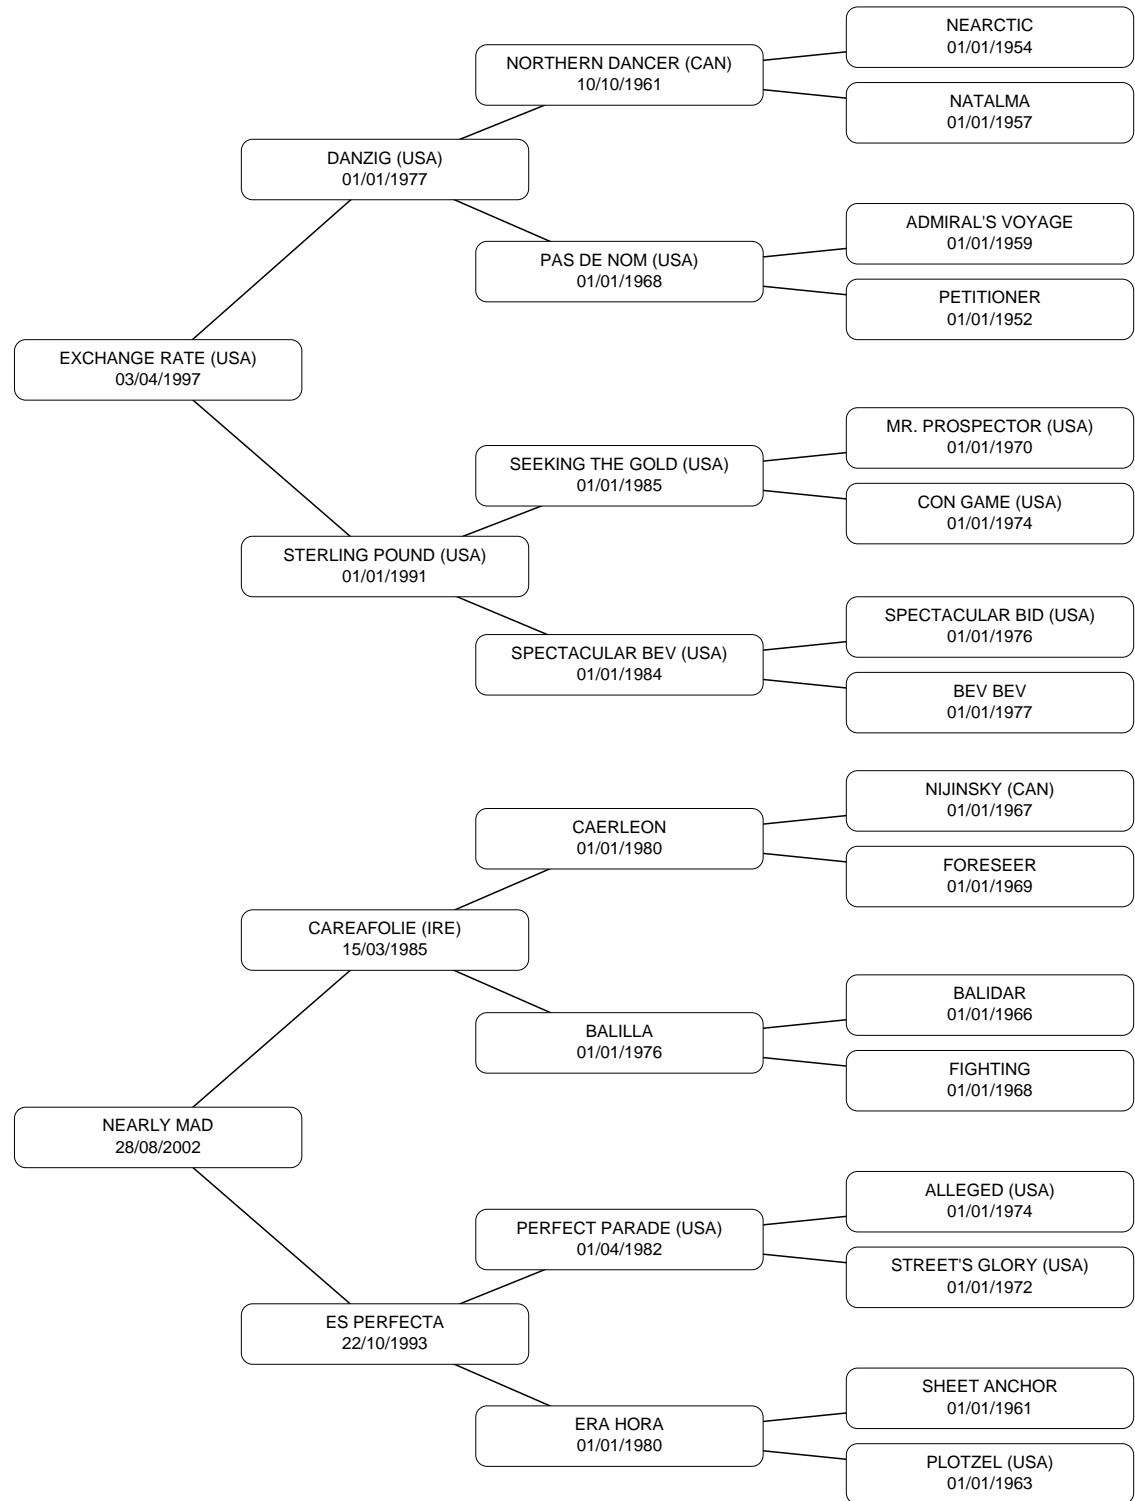 NEARCTIC
01/01/1954
NORTHERN DANCER (CAN)
10/10/1961
NATALMA
01/01/1957
DANZIG (USA)
01/01/1977
ADMIRAL'S VOYAGE
01/01/1959
PAS DE NOM (USA)
01/01/1968
PETITIONER
01/01/1952
EXCHANGE RATE (USA)
03/04/1997
MR. PROSPECTOR (USA)
01/01/1970
SEEKING THE GOLD (USA)
01/01/1985
CON GAME (USA)
01/01/1974
STERLING POUND (USA)
01/01/1991
SPECTACULAR BID (USA)
01/01/1976
SPECTACULAR BEV (USA)
01/01/1984
BEV BEV
01/01/1977
NIJINSKY (CAN)
01/01/1967
CAERLEON
01/01/1980
FORESEER
01/01/1969
CAREAFOLIE (IRE)
15/03/1985
BALIDAR
01/01/1966
BALILLA
01/01/1976
FIGHTING
01/01/1968
NEARLY MAD
28/08/2002
ALLEGED (USA)
01/01/1974
PERFECT PARADE (USA)
01/04/1982
STREET'S GLORY (USA)
01/01/1972
ES PERFECTA
22/10/1993
SHEET ANCHOR
01/01/1961
ERA HORA
01/01/1980
PLOTZEL (USA)
01/01/1963